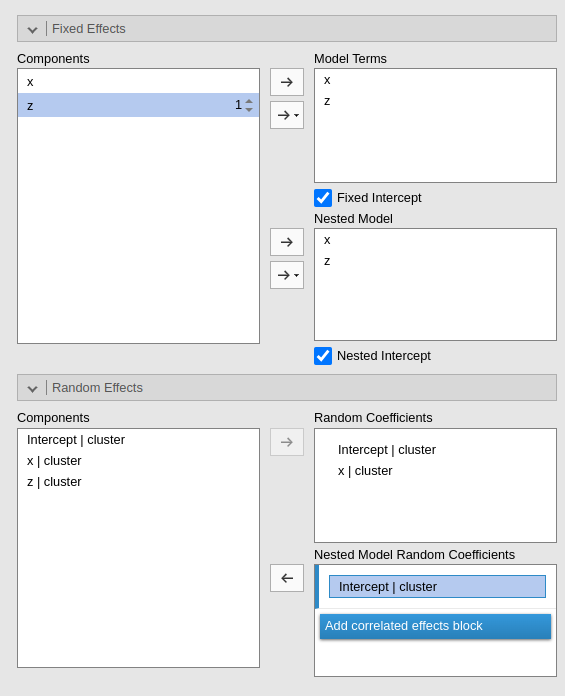 Fixed Effects
Components
x
z 1
Model Terms
x
z
Fixed Intercept
Nested Model
x
z
Nested Intercept
Random Effects
Components
Intercept | cluster
x | cluster
z | cluster
Random Coefficients
Intercept | cluster
x | cluster
Nested Model Random Coefficients
Intercept | cluster
Add correlated effects block